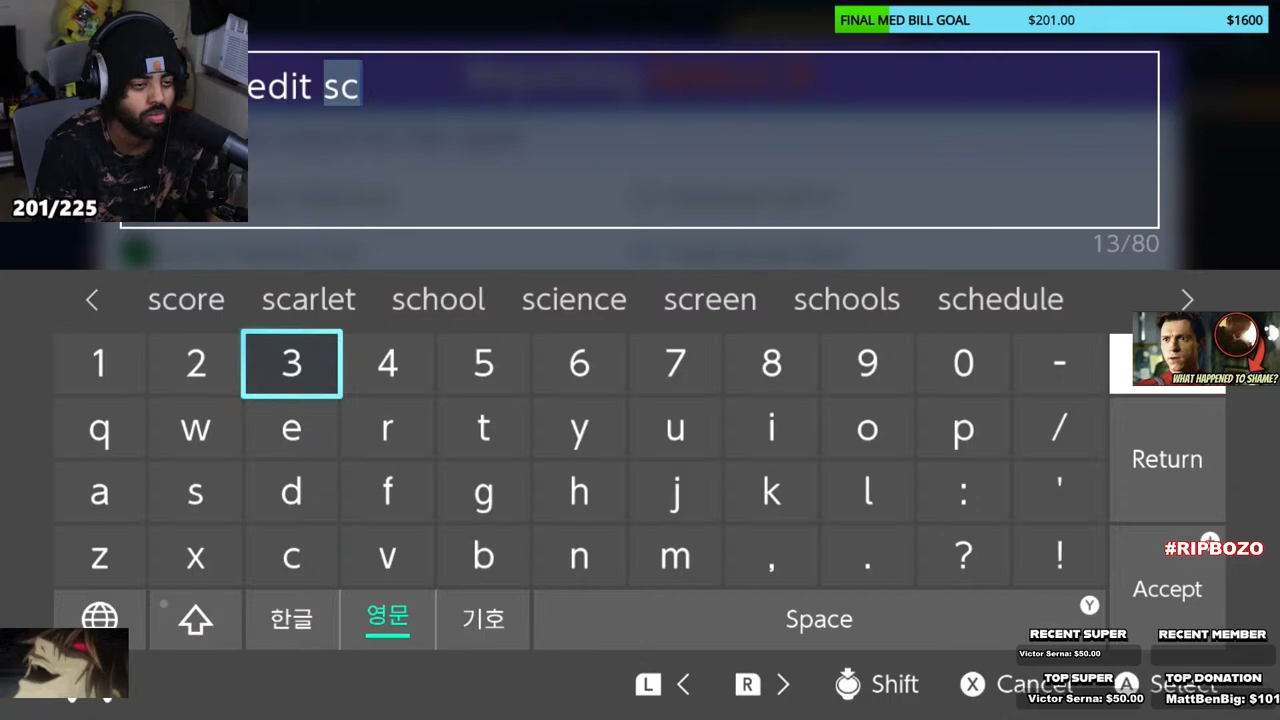 FINAL MED BILL GOAL $201.00 $1600
edit sc
201/225
13/80
score scarlet school science screen schools schedule
WHAT HAPPENED TO SHAME?
1 2 3 4 5 6 7 8 9 0 -
q w e r t y u i o p /
Return
a s d f g h j k l : '
#RIPBOZO
z x c v b n m , . ? !
Accept
한글 영문 기호 Space Y
RECENT SUPER RECENT MEMBER
Victor Serna: $50.00
L R Shift X Cancel A Select
TOP SUPER TOP DONATION
Victor Serna: $50.00 MattBenBig: $101